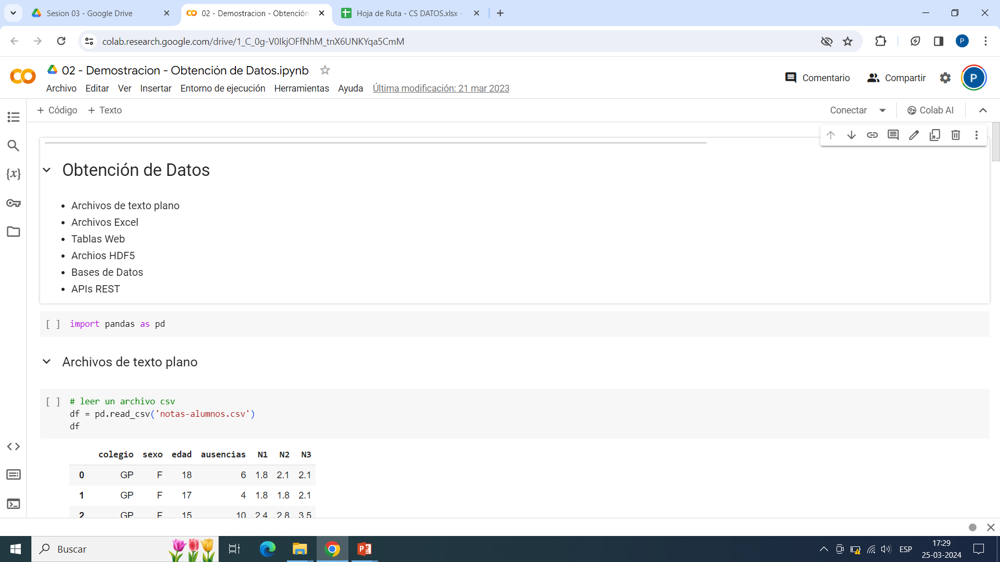 Sesion 03 - Google Drive
02 - Demostracion - Obtención
Hoja de Ruta - CS DATOS.xlsx -
colab.research.google.com/drive/1_C_0g-V0IkjOFfNhM_tnX6UNKYqa5CmM
P
02 - Demostracion - Obtención de Datos.ipynb
Archivo Editar Ver Insertar Entorno de ejecución Herramientas Ayuda Última modificación: 21 mar 2023
Comentario Compartir P
+ Código + Texto
Conectar Colab AI
Obtención de Datos
• Archivos de texto plano
• Archivos Excel
• Tablas Web
• Archios HDF5
• Bases de Datos
• APIs REST
[ ] import pandas as pd
Archivos de texto plano
[ ] # leer un archivo csv
df = pd.read_csv('notas-alumnos.csv')
df
colegio sexo edad ausencias N1 N2 N3
0 GP F 18 6 1.8 2.1 2.1
1 GP F 17 4 1.8 1.8 2.1
2 GP F 15 10 2.4 2.8 3.5
Buscar
ESP
17:29
25-03-2024